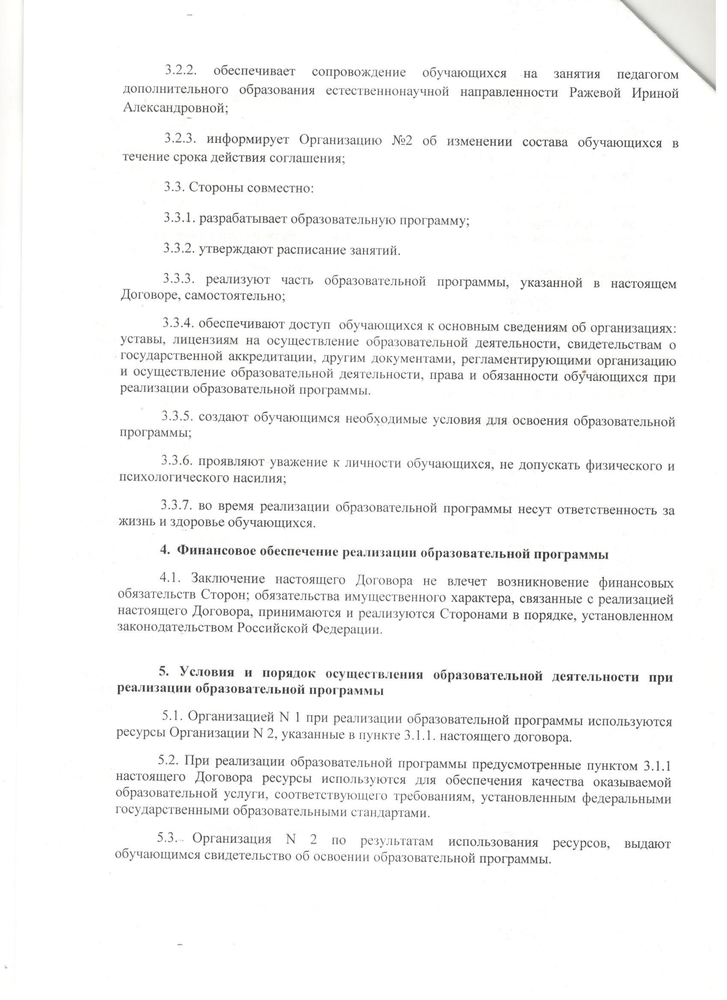 3.2.2. обеспечивает сопровождение обучающихся на занятия педагогом
дополнительного образования естественнонаучной направленности Ражевой Ириной
Александровной;
3.2.3. информирует Организацию №2 об изменении состава обучающихся в
течение срока действия соглашения;
3.3. Стороны совместно:
3.3.1. разрабатывает образовательную программу;
3.3.2. утверждают расписание занятий.
3.3.3. реализуют часть образовательной программы, указанной в настоящем
Договоре, самостоятельно;
3.3.4. обеспечивают доступ обучающихся к основным сведениям об организациях:
уставы, лицензиям на осуществление образовательной деятельности, свидетельствам о
государственной аккредитации, другим документами, регламентирующими организацию
и осуществление образовательной деятельности, права и обязанности обучающихся при
реализации образовательной программы.
3.3.5. создают обучающимся необходимые условия для освоения образовательной
программы;
3.3.6. проявляют уважение к личности обучающихся, не допускать физического и
психологического насилия;
3.3.7. во время реализации образовательной программы несут ответственность за
жизнь и здоровье обучающихся.
4. Финансовое обеспечение реализации образовательной программы
4.1. Заключение настоящего Договора не влечет возникновение финансовых
обязательств Сторон; обязательства имущественного характера, связанные с реализацией
настоящего Договора, принимаются и реализуются Сторонами в порядке, установленном
законодательством Российской Федерации.
5. Условия и порядок осуществления образовательной деятельности при
реализации образовательной программы
5.1. Организацией N 1 при реализации образовательной программы используются
ресурсы Организации N 2, указанные в пункте 3.1.1. настоящего договора.
5.2. При реализации образовательной программы предусмотренные пунктом 3.1.1
настоящего Договора ресурсы используются для обеспечения качества оказываемой
образовательной услуги, соответствующего требованиям, установленным федеральными
государственными образовательными стандартами.
5.3. Организация N 2 по результатам использования ресурсов, выдают
обучающимся свидетельство об освоении образовательной программы.